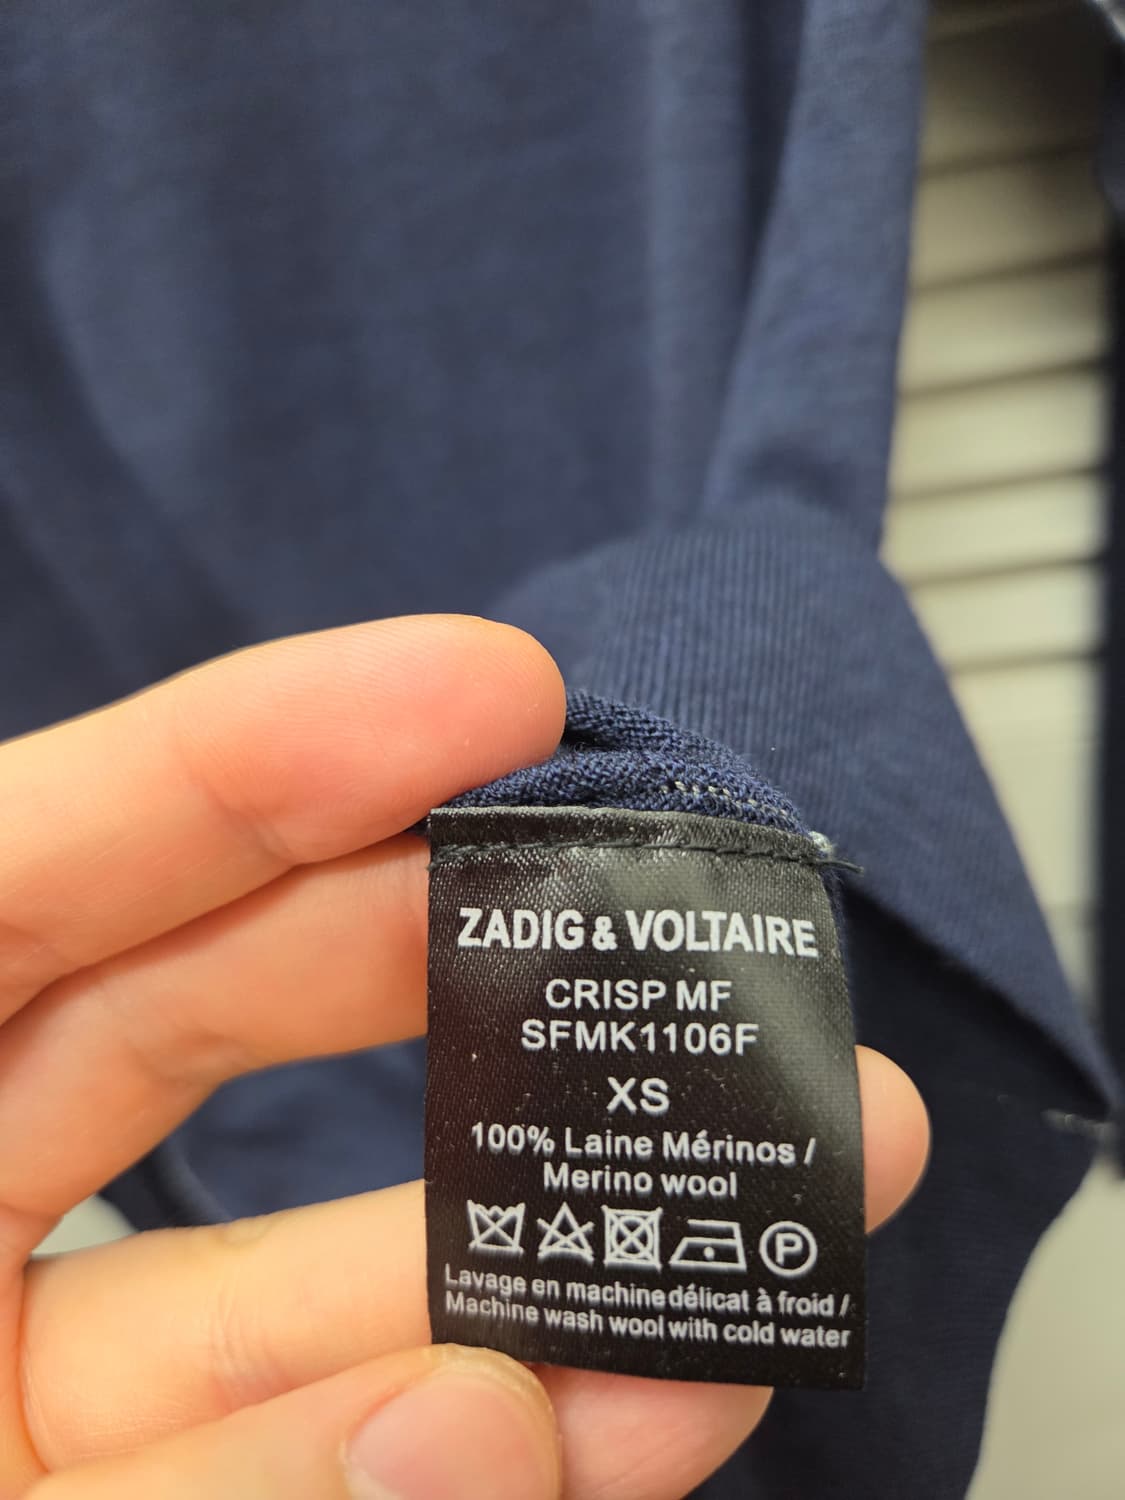 ZADIG & VOLTAIRE
CRISP MF
SFMK1106F
XS
100% Laine Mérinos /
Merino wool
P
Lavage en machine délicat à froid /
Machine wash wool with cold water